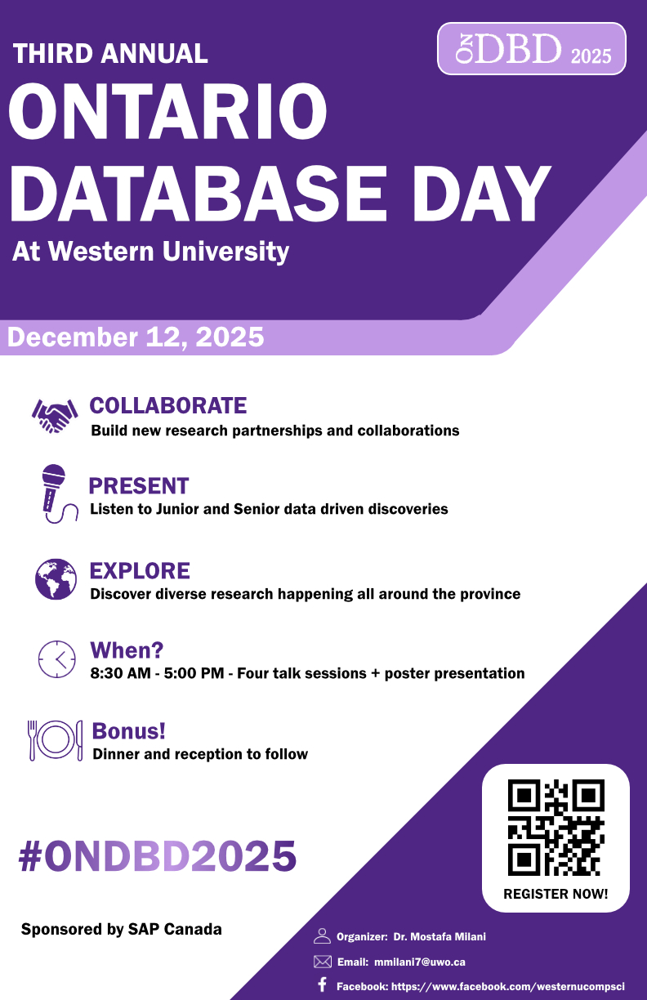 THIRD ANNUAL
ON DBD 2025
ONTARIO
DATABASE DAY
At Western University
December 12, 2025
COLLABORATE
Build new research partnerships and collaborations
PRESENT
Listen to Junior and Senior data driven discoveries
EXPLORE
Discover diverse research happening all around the province
When?
8:30 AM - 5:00 PM - Four talk sessions + poster presentation
Bonus!
Dinner and reception to follow
#ONDBD2025
REGISTER NOW!
Sponsored by SAP Canada
Organizer: Dr. Mostafa Milani
Email: mmilani7@uwo.ca
Facebook: https://www.facebook.com/westernucompsci